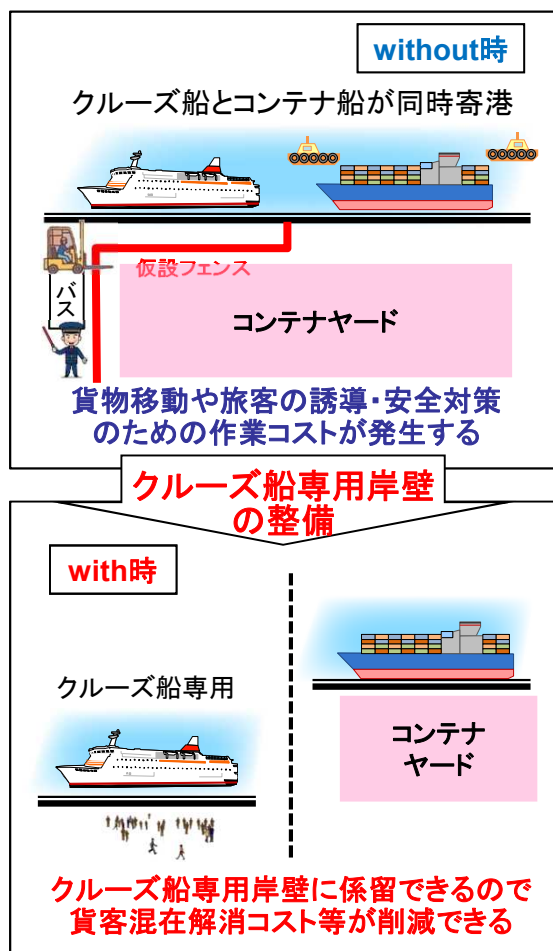 without時
クルーズ船とコンテナ船が同時寄港
仮設フェンス
バス
コンテナヤード
貨物移動や旅客の誘導・安全対策
のための作業コストが発生する
クルーズ船専用岸壁
の整備
with時
クルーズ船専用
コンテナ
ヤード
クルーズ船専用岸壁に係留できるので
貨客混在解消コスト等が削減できる